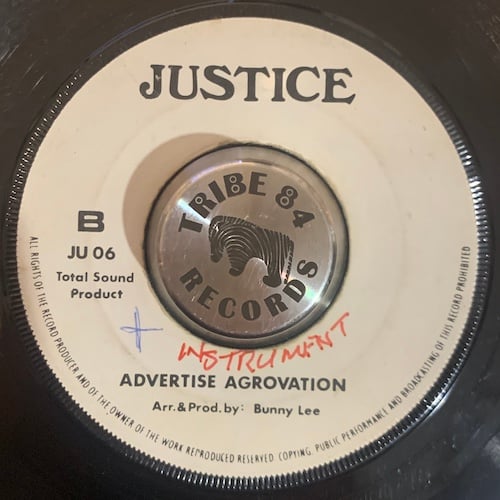 JUSTICE
TRIBE 84
RECORDS
B
JU 06
Total Sound
Product
+
INSTRUMENT
ADVERTISE AGROVATION
Arr.& Prod. by: Bunny Lee
ALL RIGHTS OF THE RECORD PRODUCER AND OF THE OWNER OF THE WORK REPRODUCED RESERVED COPYING. PUBLIC PERFORMANCE AND BROADCASTING OF THIS RECORD PROHIBITED